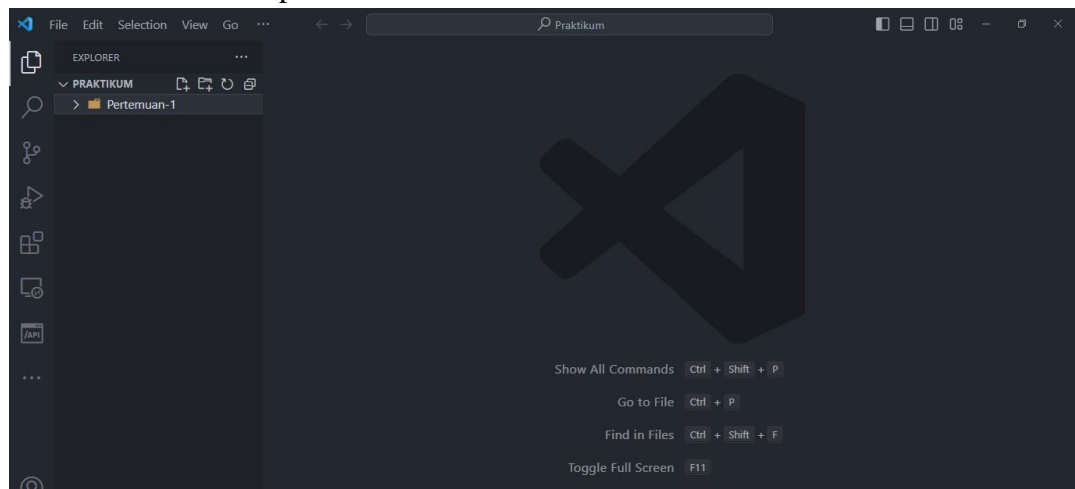 File Edit Selection View Go ··· ← → Praktikum
EXPLORER ···
PRAKTIKUM
Pertemuan-1
/API
Show All Commands Ctrl + Shift + P
Go to File Ctrl + P
Find in Files Ctrl + Shift + F
Toggle Full Screen F11